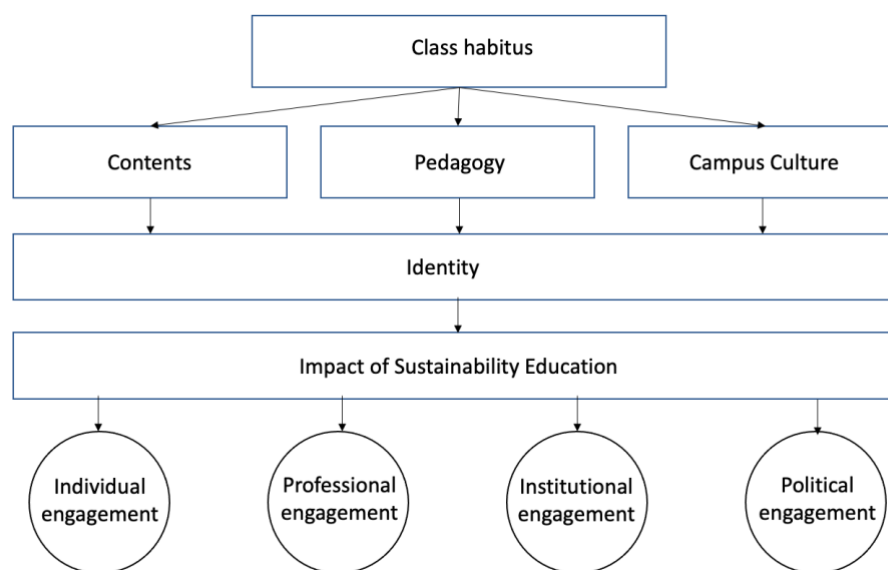 Class habitus
Contents
Pedagogy
Campus Culture
Identity
Impact of Sustainability Education
Individual
engagement
Professional
engagement
Institutional
engagement
Political
engagement